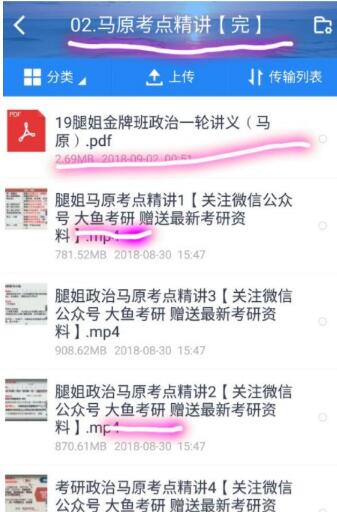 02.马原考点精讲【完】
分类
上传
传输列表
PDF
19腿姐金牌班政治一轮讲义（马
原）.pdf
2.69MB 2018-09-02 00:51
腿姐马原考点精讲1【关注微信公众
号 大鱼考研 赠送最新考研资
料】.mp4
781.52MB 2018-08-30 15:47
腿姐政治马原考点精讲3【关注微信
公众号 大鱼考研 赠送最新考研资
料】.mp4
908.62MB 2018-08-30 15:47
腿姐政治马原考点精讲2【关注微信
公众号 大鱼考研 赠送最新考研资
料】.mp4
870.61MB 2018-08-30 15:47
考研政治马原考点精讲4【关注微信
公众号 大鱼考研 赠送最新考研资